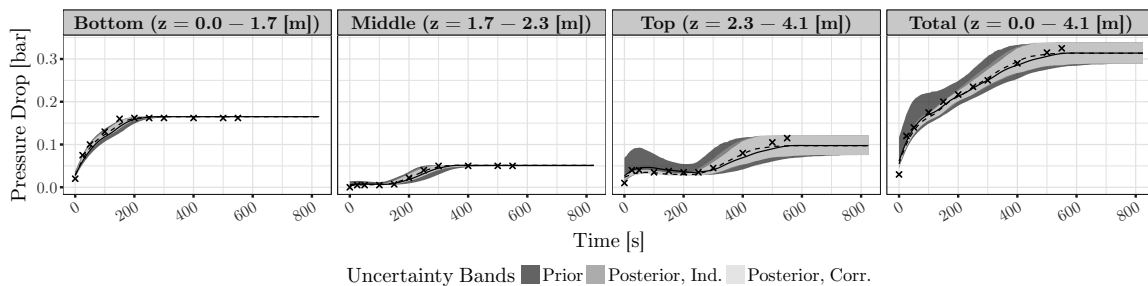 Bottom (z = 0.0 − 1.7 [m])
Middle (z = 1.7 − 2.3 [m])
Top (z = 2.3 − 4.1 [m])
Total (z = 0.0 − 4.1 [m])
Pressure Drop [bar]
0.3
0.2
0.1
0.0
0 200 400 600 800
0 200 400 600 800
0 200 400 600 800
0 200 400 600 800
Time [s]
Uncertainty Bands Prior Posterior, Ind. Posterior, Corr.